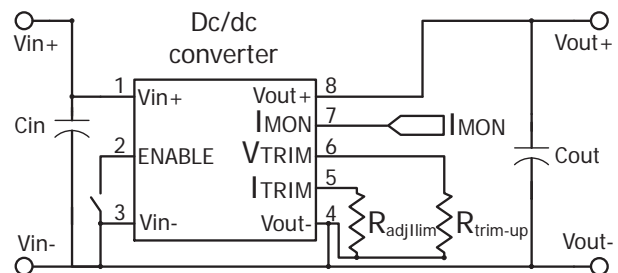 Dc/dc
converter
Vin+
Vout+
1
Vin+
Vout+
8
IMON
7
IMON
Cin
2
ENABLE
VTRIM
6
Cout
ITRIM
5
3
Vin-
Vout-
4
RadjIlim
Rtrim-up
Vin-
Vout-